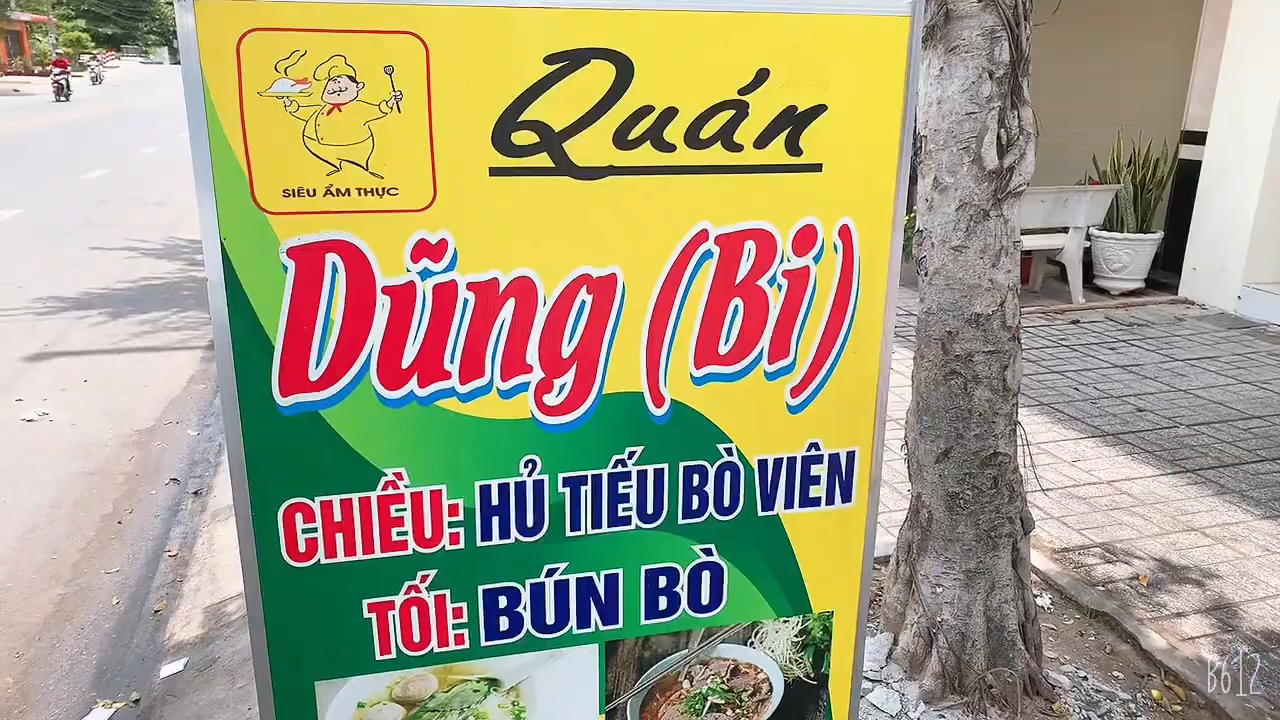 SIÊU ẨM THỰC
Quán
Dũng (Bi)
CHIỀU: HỦ TIẾU BÒ VIÊN
TỐI: BÚN BÒ
B612